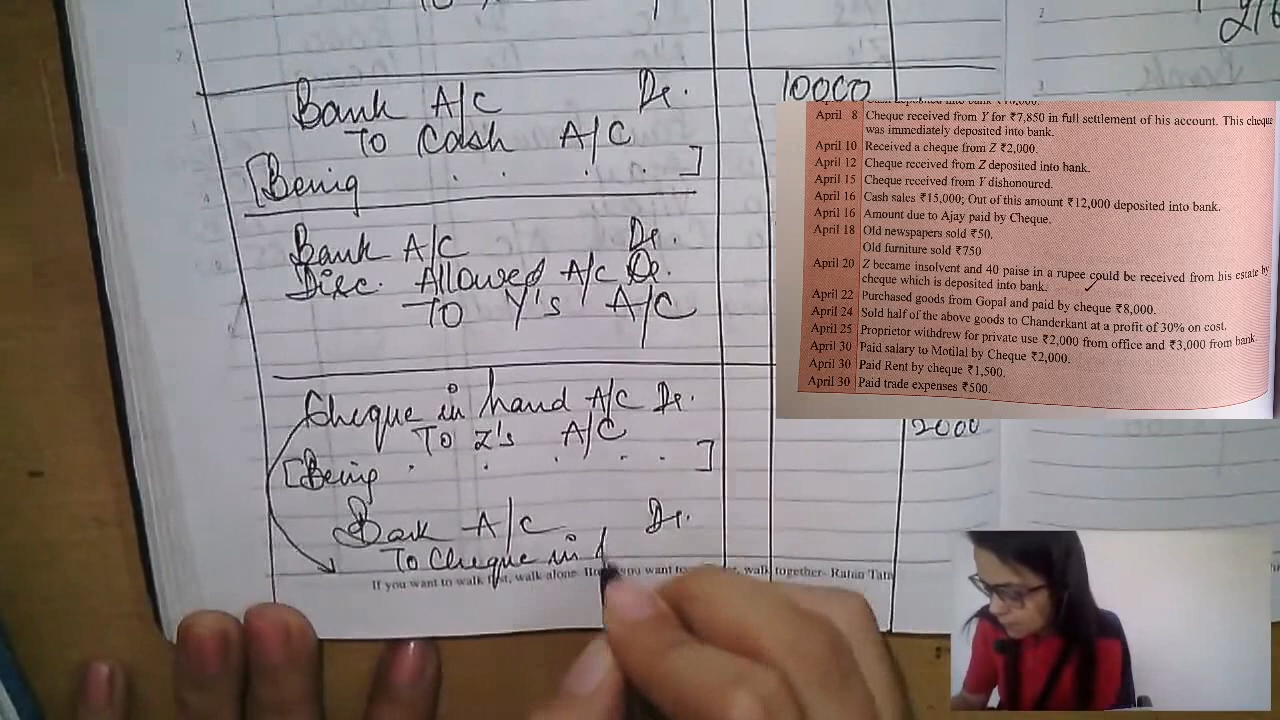 Bank A/C Dr. 10000
To Cash A/C
[Being . . . . ]
Bank A/C Dr.
Disc. Allowed A/C Dr.
To Y's A/C
Cheque in hand A/C Dr.
To Z's A/C 2000
[Being . . . . . ]
Bank A/C Dr.
To Cheque in
If you want to walk fast, walk alone. you want to walk together- Ratan Tata
April 8 Cheque received from Y for ₹7,850 in full settlement of his account. This cheque
was immediately deposited into bank.
April 10 Received a cheque from Z ₹2,000.
April 12 Cheque received from Z deposited into bank.
April 15 Cheque received from Y dishonoured.
April 16 Cash sales ₹15,000; Out of this amount ₹12,000 deposited into bank.
April 16 Amount due to Ajay paid by Cheque.
April 18 Old newspapers sold ₹50.
Old furniture sold ₹750
April 20 Z became insolvent and 40 paise in a rupee could be received from his estate by
cheque which is deposited into bank.
April 22 Purchased goods from Gopal and paid by cheque ₹8,000.
April 24 Sold half of the above goods to Chanderkant at a profit of 30% on cost.
April 25 Proprietor withdrew for private use ₹2,000 from office and ₹3,000 from bank.
April 30 Paid salary to Motilal by Cheque ₹2,000.
April 30 Paid Rent by cheque ₹1,500.
April 30 Paid trade expenses ₹500.